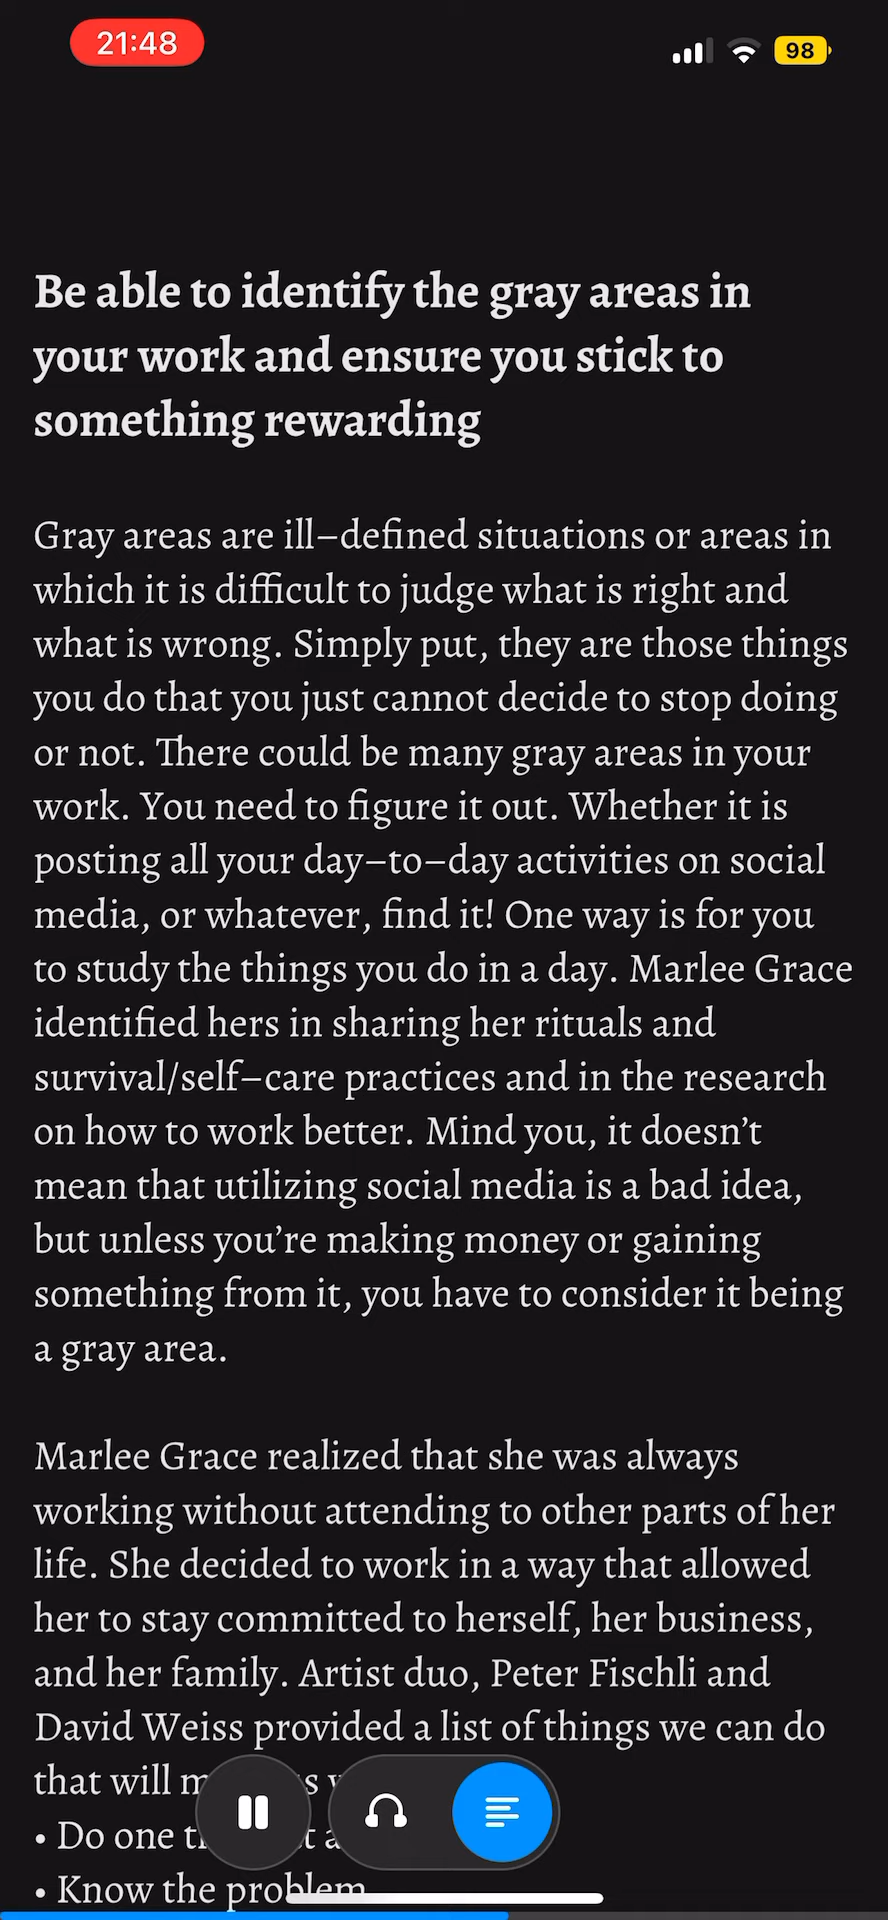 21:48
98
Be able to identify the gray areas in
your work and ensure you stick to
something rewarding
Gray areas are ill–defined situations or areas in
which it is difficult to judge what is right and
what is wrong. Simply put, they are those things
you do that you just cannot decide to stop doing
or not. There could be many gray areas in your
work. You need to figure it out. Whether it is
posting all your day–to–day activities on social
media, or whatever, find it! One way is for you
to study the things you do in a day. Marlee Grace
identified hers in sharing her rituals and
survival/self–care practices and in the research
on how to work better. Mind you, it doesn’t
mean that utilizing social media is a bad idea,
but unless you’re making money or gaining
something from it, you have to consider it being
a gray area.
Marlee Grace realized that she was always
working without attending to other parts of her
life. She decided to work in a way that allowed
her to stay committed to herself, her business,
and her family. Artist duo, Peter Fischli and
David Weiss provided a list of things we can do
that will
• Do one
• Know the problem